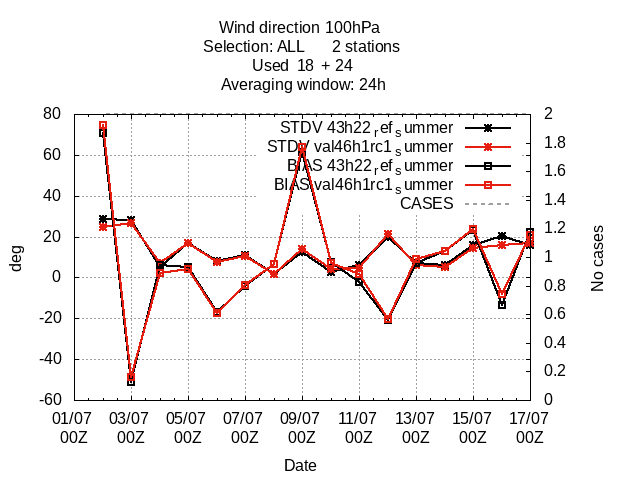 Wind direction 100hPa
Selection: ALL 2 stations
Used 18 + 24
Averaging window: 24h
STDV 43h22refsummer
STDV val46h1rc1summer
BIAS 43h22refsummer
BIAS val46h1rc1summer
CASES
80
60
40
20
0
-20
-40
-60
deg
2
1.8
1.6
1.4
1.2
1
0.8
0.6
0.4
0.2
0
No cases
01/07 03/07 05/07 07/07 09/07 11/07 13/07 15/07 17/07
00Z 00Z 00Z 00Z 00Z 00Z 00Z 00Z 00Z
Date